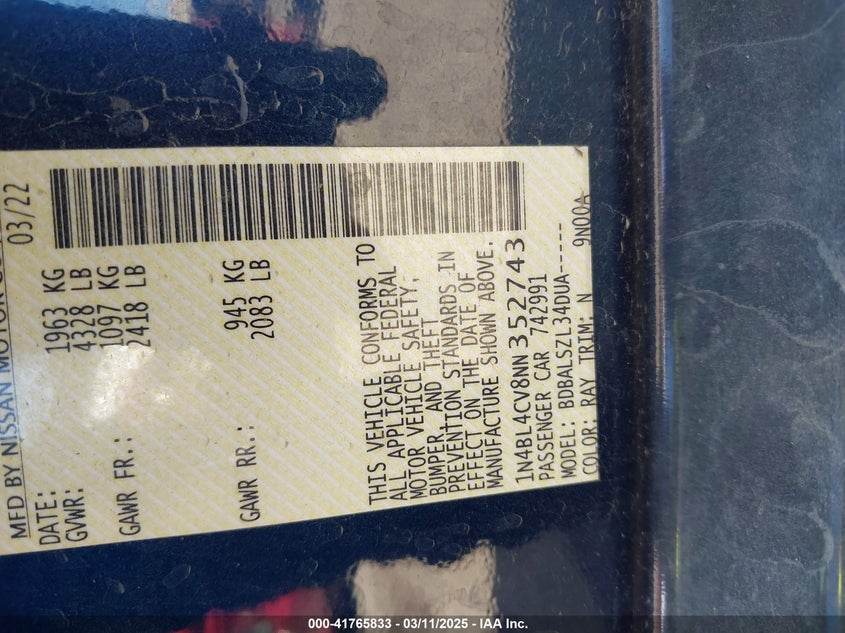 MFD BY NISSAN MOTOR
DATE: 03/22
GVWR: 1963 KG
4328 LB
GAWR FR.: 1097 KG
2418 LB
GAWR RR.: 945 KG
2083 LB
THIS VEHICLE CONFORMS TO
ALL APPLICABLE FEDERAL
MOTOR VEHICLE SAFETY,
BUMPER, AND THEFT
PREVENTION STANDARDS IN
EFFECT ON THE DATE OF
MANUFACTURE SHOWN ABOVE.
1N4BL4CV8NN352743
PASSENGER CAR 742991
MODEL: BDBALSZL34DUA-----
COLOR: RAY TRIM: N 9N00A
000-41765833 - 03/11/2025 - IAA Inc.